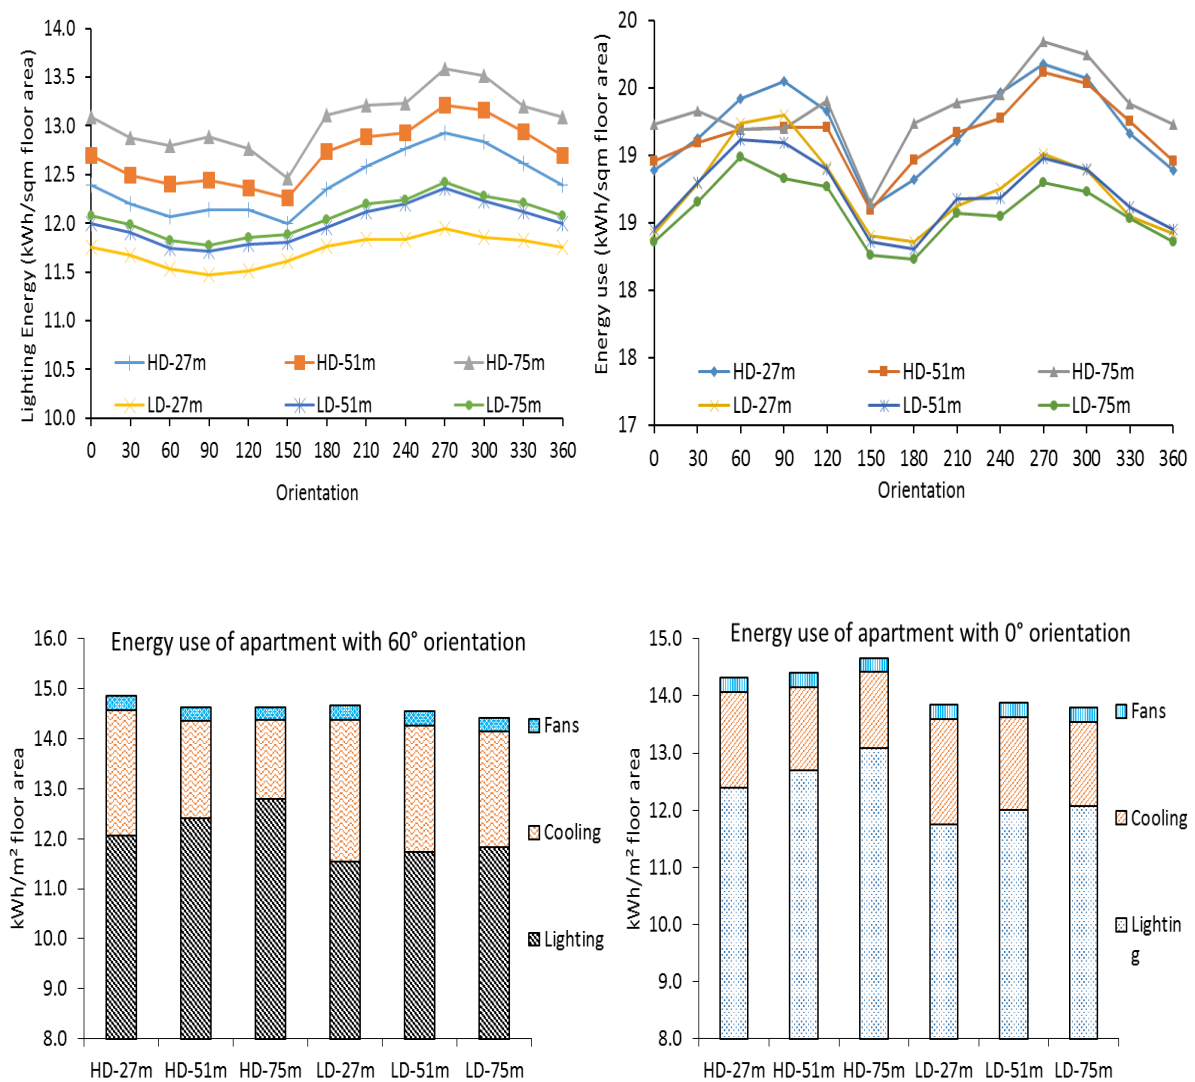 Lighting Energy (kWh/sqm floor area)
14.0
13.5
13.0
12.5
12.0
11.5
11.0
10.5
10.0
HD-27m HD-51m HD-75m
LD-27m LD-51m LD-75m
0 30 60 90 120 150 180 210 240 270 300 330 360
Orientation
Energy use (kWh/sqm floor area)
20
20
19
19
18
18
17
HD-27m HD-51m HD-75m
LD-27m LD-51m LD-75m
0 30 60 90 120 150 180 210 240 270 300 330 360
Orientation
Energy use of apartment with 60° orientation
kWh/m² floor area
16.0
15.0
14.0
13.0
12.0
11.0
10.0
9.0
8.0
Fans
Cooling
Lighting
HD-27m HD-51m HD-75m LD-27m LD-51m LD-75m
Energy use of apartment with 0° orientation
kWh/m² floor area
15.0
14.0
13.0
12.0
11.0
10.0
9.0
8.0
Fans
Cooling
Lightin
g
HD-27m HD-51m HD-75m LD-27m LD-51m LD-75m